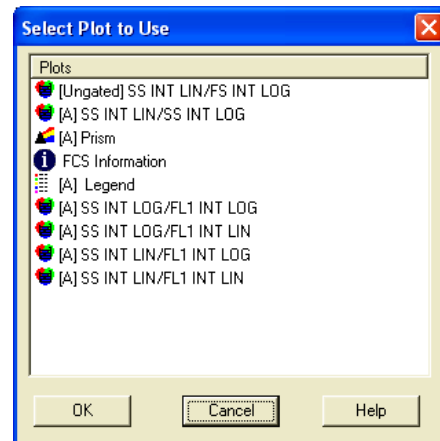 Select Plot to Use
Plots
[Ungated] SS INT LIN/FS INT LOG
[A] SS INT LIN/SS INT LOG
[A] Prism
FCS Information
[A] Legend
[A] SS INT LOG/FL1 INT LOG
[A] SS INT LOG/FL1 INT LIN
[A] SS INT LIN/FL1 INT LOG
[A] SS INT LIN/FL1 INT LIN
OK Cancel Help